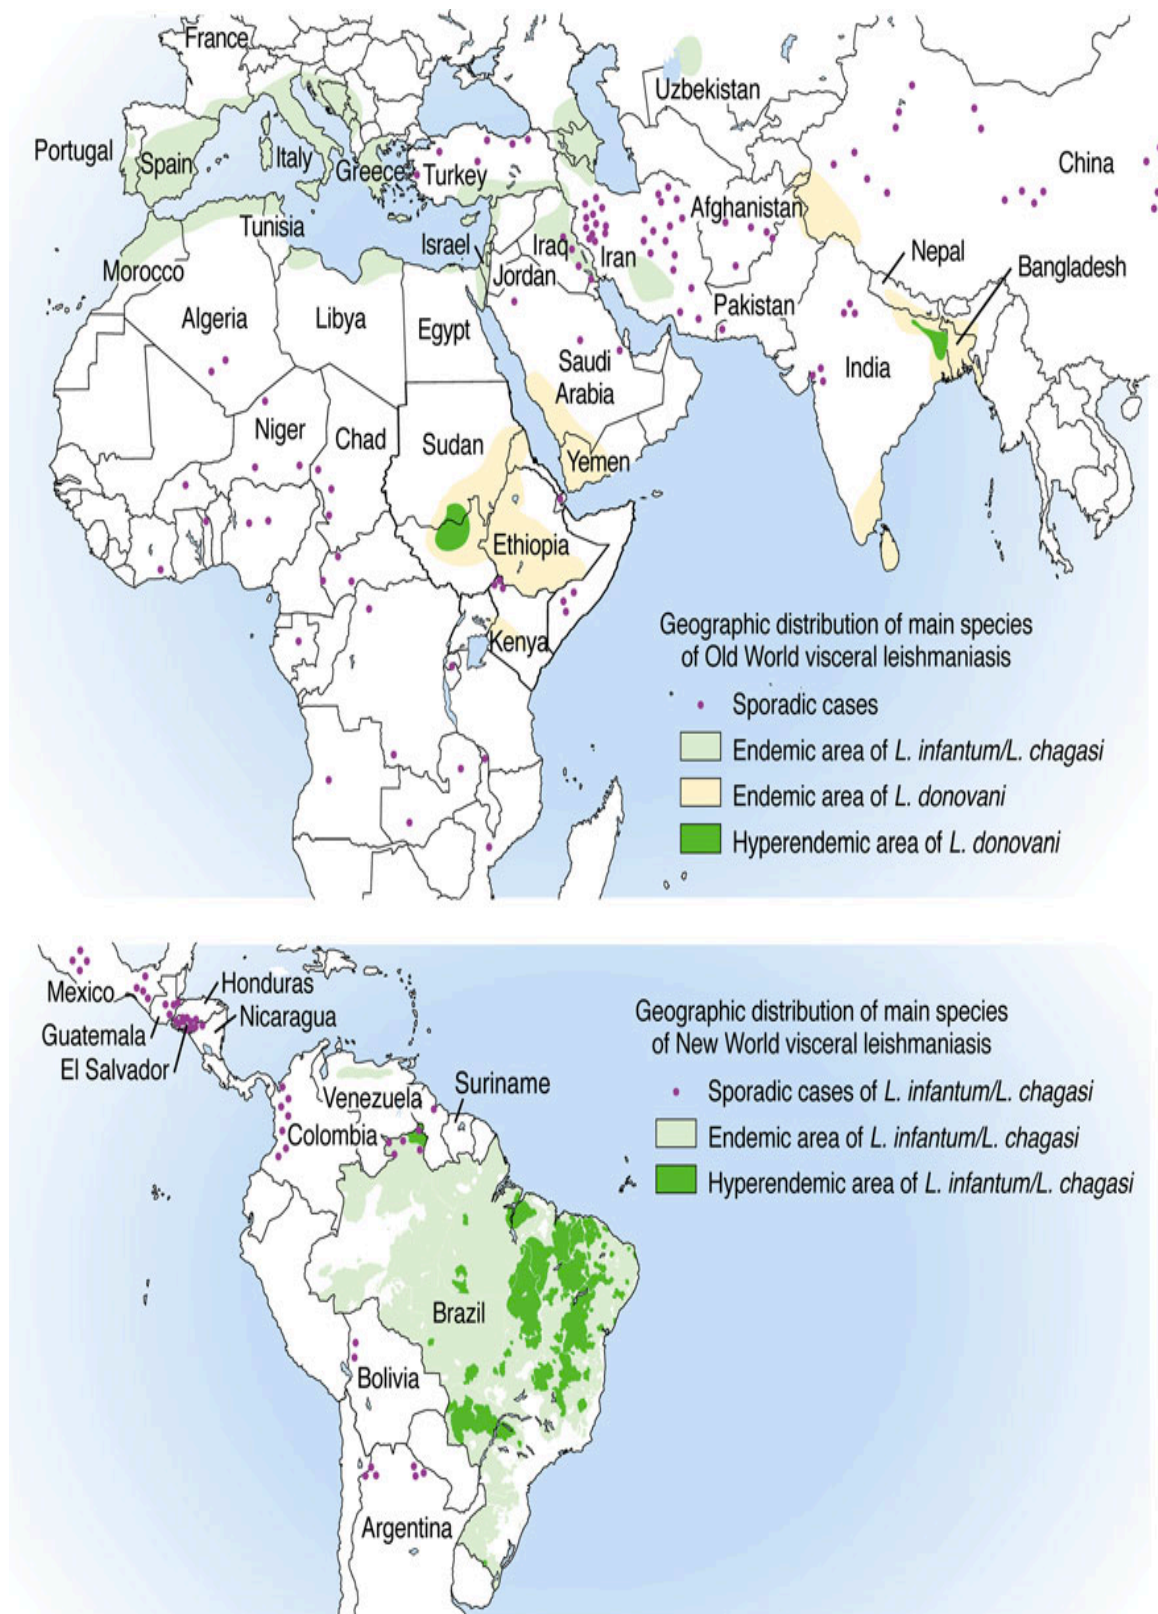 France
Uzbekistan
Portugal
Spain
Italy
Greece
Turkey
China
Afghanistan
Tunisia
Israel
Iraq
Iran
Nepal
Morocco
Jordan
Bangladesh
Algeria
Libya
Egypt
Pakistan
Saudi
Arabia
India
Niger
Chad
Sudan
Yemen
Ethiopia
Kenya
Geographic distribution of main species
of Old World visceral leishmaniasis
Sporadic cases
Endemic area of L. infantum/L. chagasi
Endemic area of L. donovani
Hyperendemic area of L. donovani
Mexico
Honduras
Guatemala
Nicaragua
El Salvador
Venezuela
Suriname
Colombia
Brazil
Bolivia
Argentina
Geographic distribution of main species
of New World visceral leishmaniasis
Sporadic cases of L. infantum/L. chagasi
Endemic area of L. infantum/L. chagasi
Hyperendemic area of L. infantum/L. chagasi